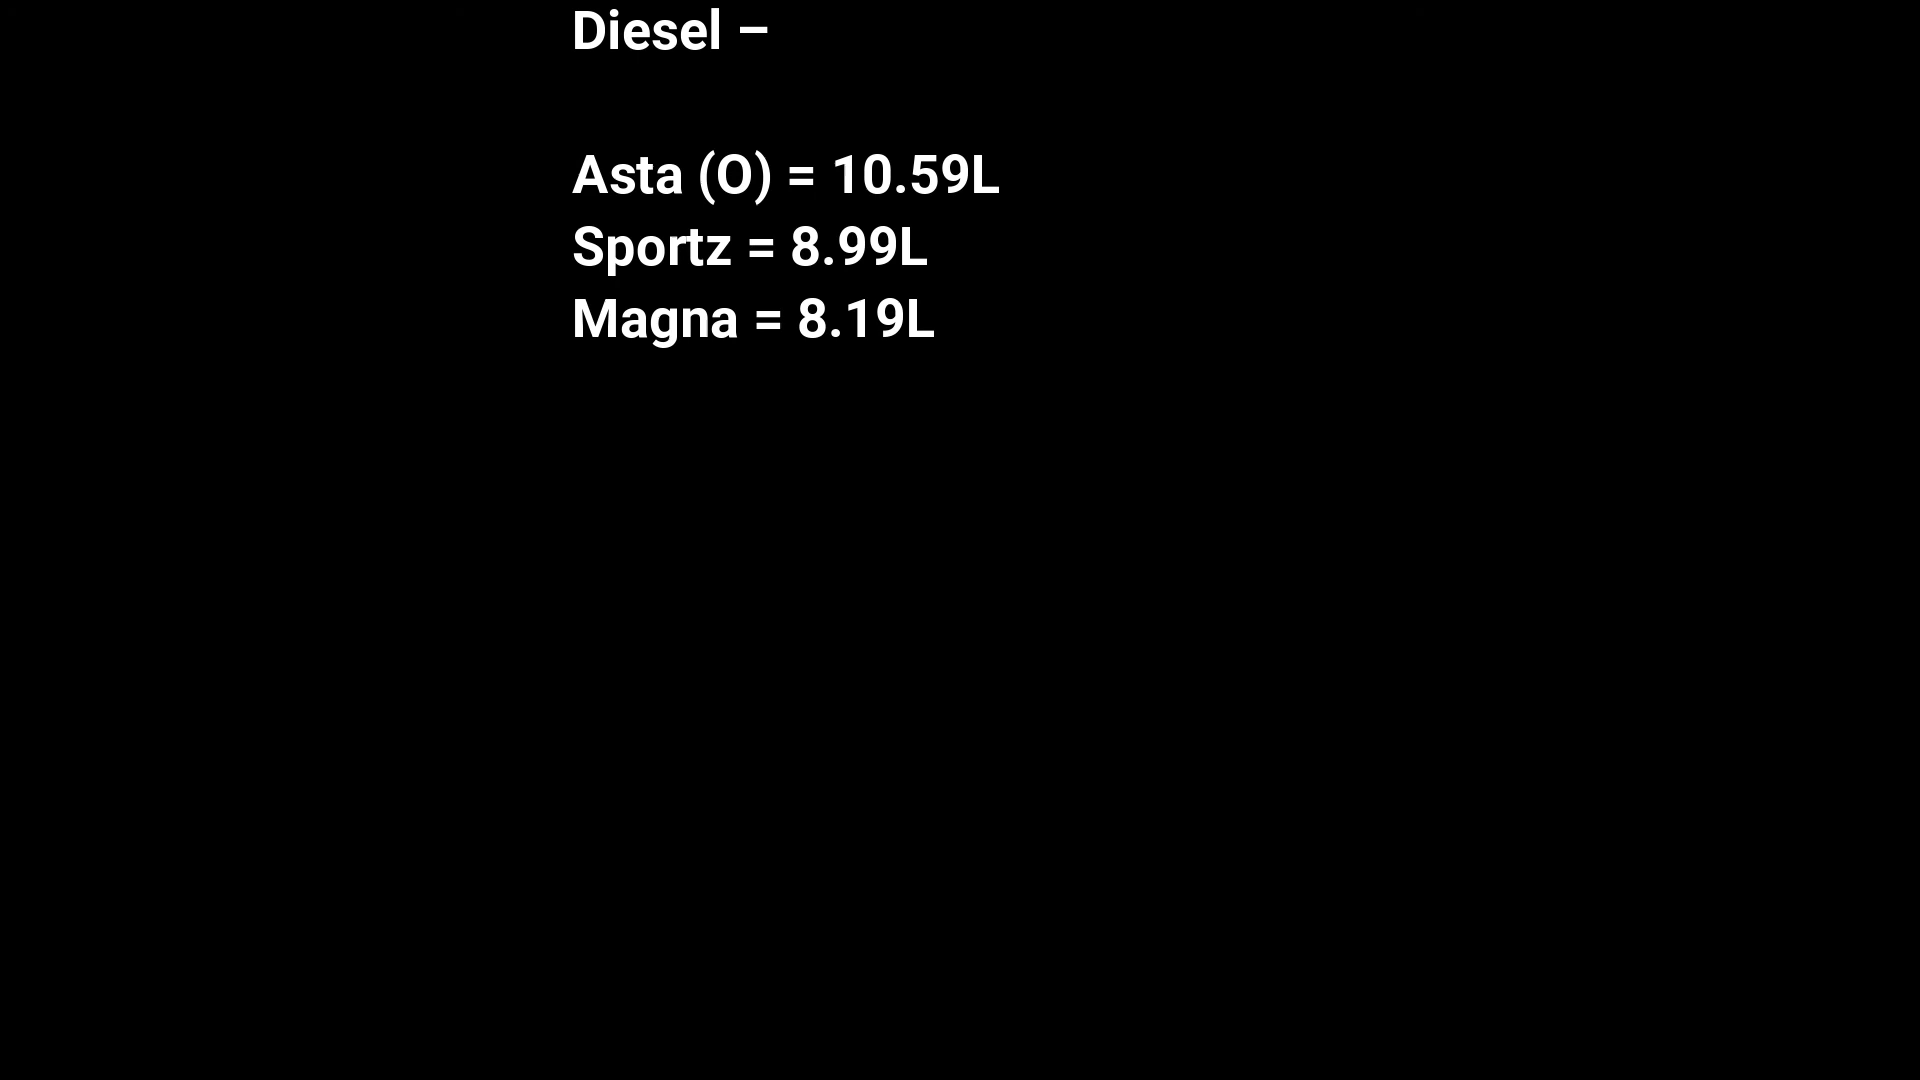 Diesel –
Asta (O) = 10.59L
Sportz = 8.99L
Magna = 8.19L